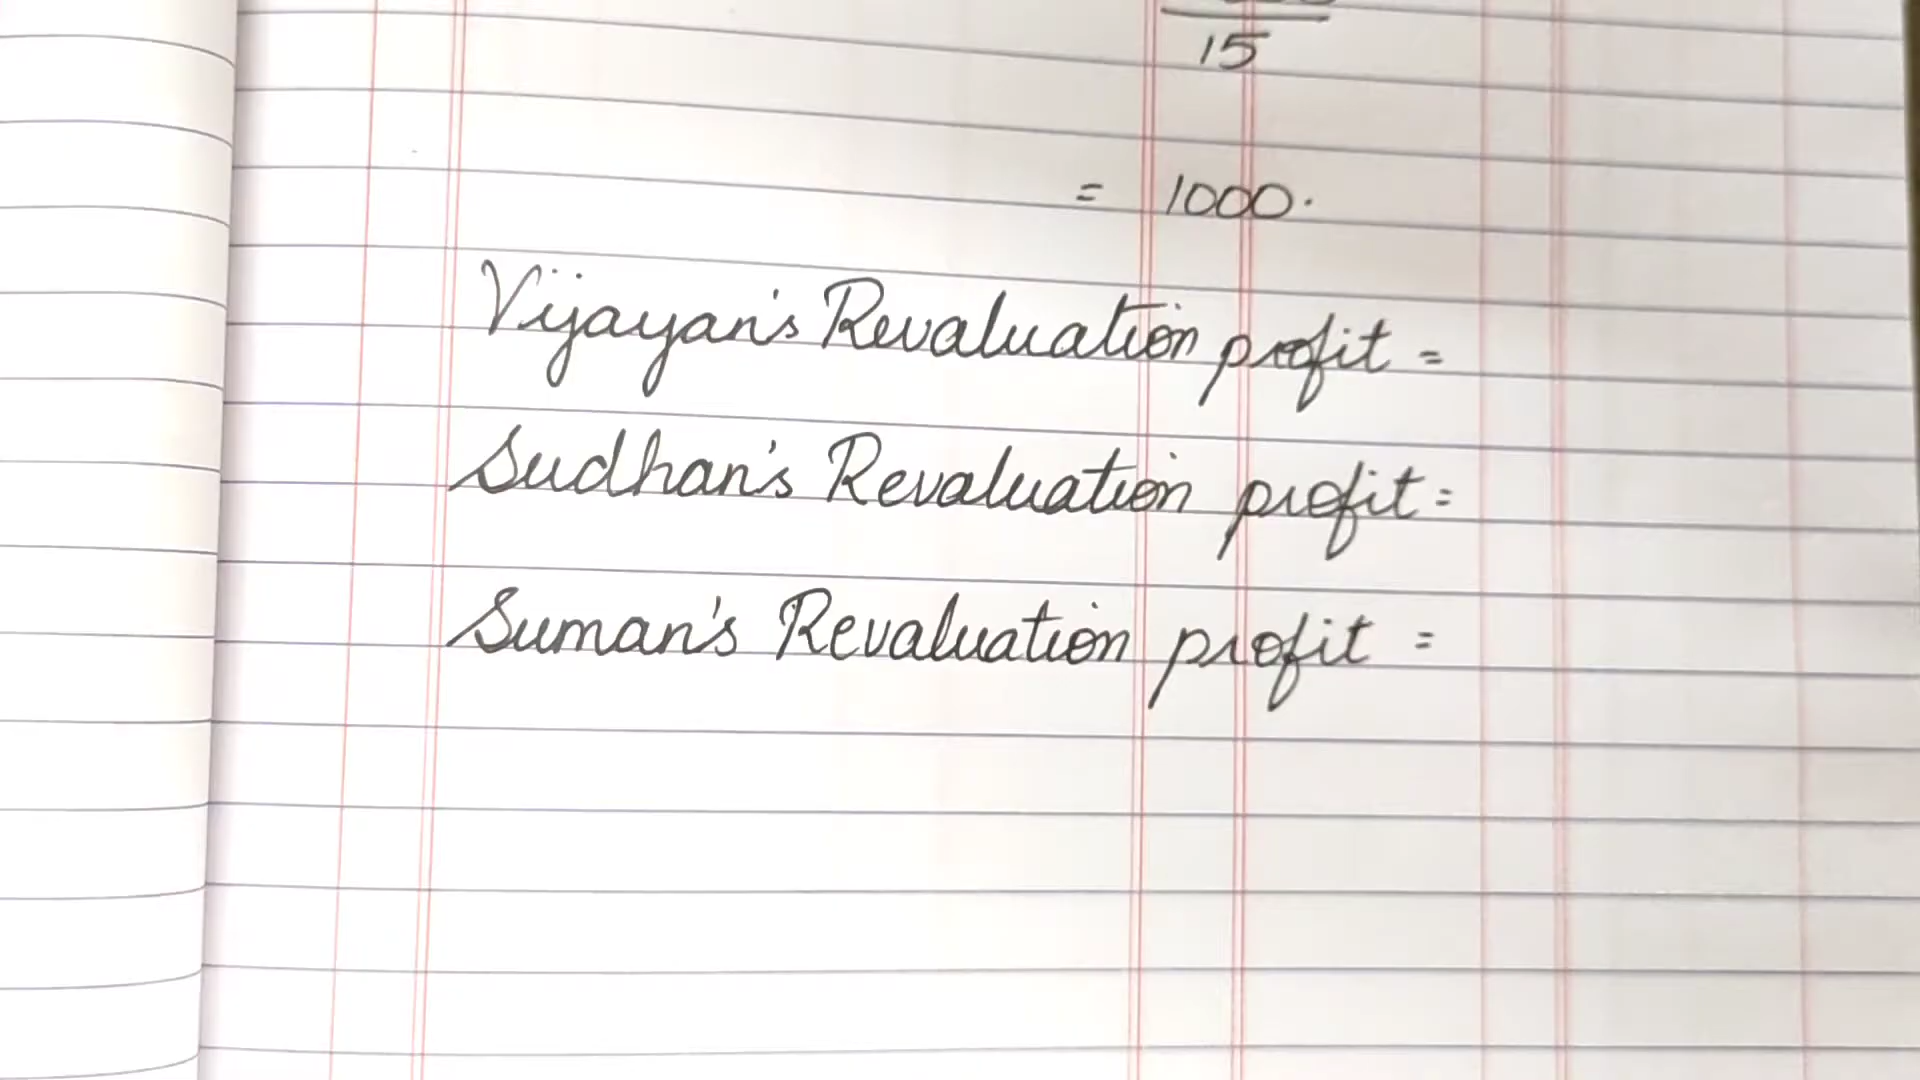 15
= 1000.
Vijayan's Revaluation profit =
Sudhan's Revaluation profit =
Suman's Revaluation profit =